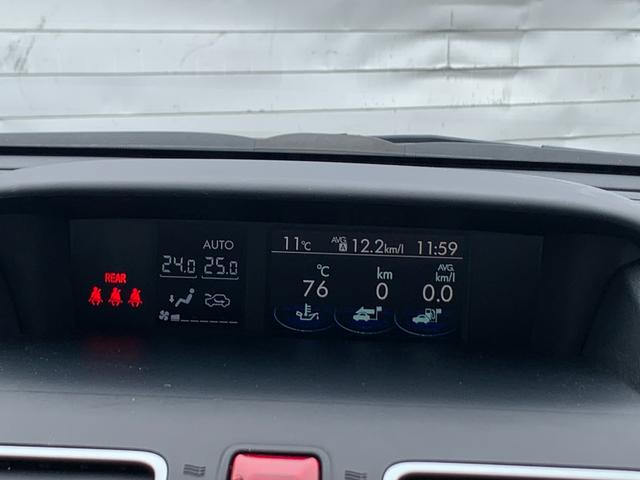 AUTO
24.0 25.0
REAR
11°C AVG. A 12.2km/l 11:59
°C km AVG. km/l
76 0 0.0